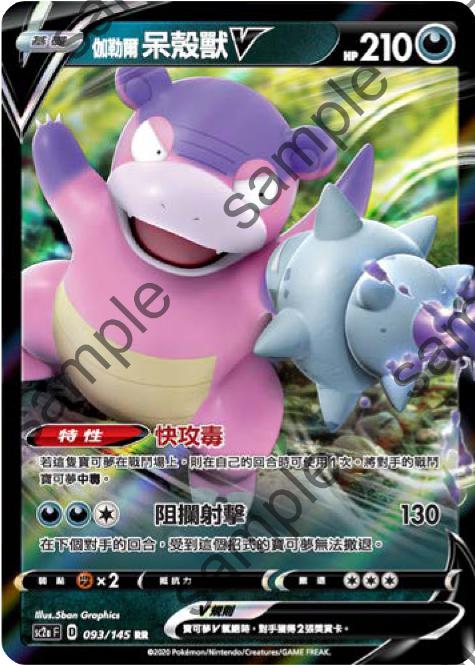 基礎 伽勒爾 呆殼獸V HP 210
sample
sample
sample
sample
特性 快攻毒
若這隻寶可夢在戰鬥場上,則在自己的回合時可使用1次。將對手的戰鬥
寶可夢中毒。
阻攔射擊 130
在下個對手的回合,受到這個招式的寶可夢無法撤退。
弱點 ×2 抵抗力 撤退
Illus.5ban Graphics
V規則
sc2a F D 093/145 RR
寶可夢V氣絕時,對手獲得2張獎賞卡。
©2020 Pokémon/Nintendo/Creatures/GAME FREAK.